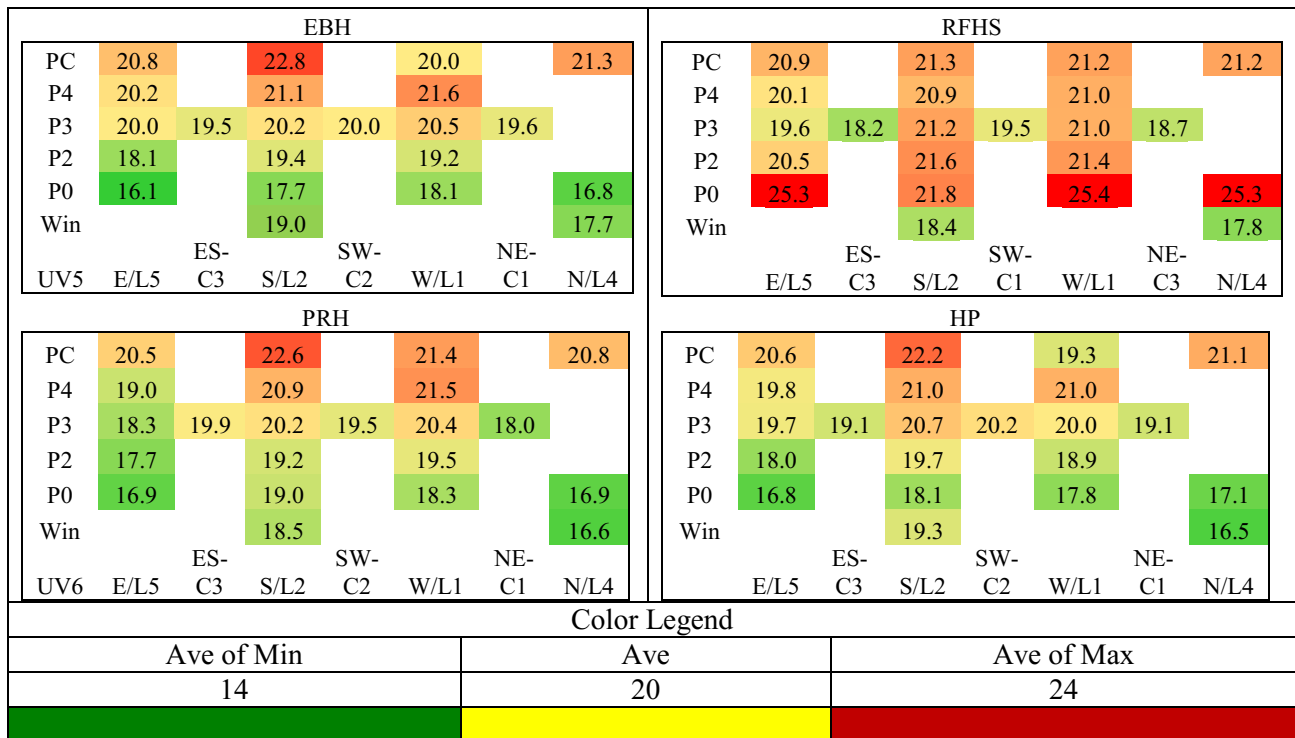 EBH
PC 20.8 22.8 20.0 21.3
P4 20.2 21.1 21.6
P3 20.0 19.5 20.2 20.0 20.5 19.6
P2 18.1 19.4 19.2
P0 16.1 17.7 18.1 16.8
Win 19.0 17.7
ES- SW- NE-
UV5 E/L5 C3 S/L2 C2 W/L1 C1 N/L4
RFHS
PC 20.9 21.3 21.2 21.2
P4 20.1 20.9 21.0
P3 19.6 18.2 21.2 19.5 21.0 18.7
P2 20.5 21.6 21.4
P0 25.3 21.8 25.4 25.3
Win 18.4 17.8
ES- SW- NE-
E/L5 C3 S/L2 C1 W/L1 C3 N/L4
PRH
PC 20.5 22.6 21.4 20.8
P4 19.0 20.9 21.5
P3 18.3 19.9 20.2 19.5 20.4 18.0
P2 17.7 19.2 19.5
P0 16.9 19.0 18.3 16.9
Win 18.5 16.6
ES- SW- NE-
UV6 E/L5 C3 S/L2 C2 W/L1 C1 N/L4
HP
PC 20.6 22.2 19.3 21.1
P4 19.8 21.0 21.0
P3 19.7 19.1 20.7 20.2 20.0 19.1
P2 18.0 19.7 18.9
P0 16.8 18.1 17.8 17.1
Win 19.3 16.5
ES- SW- NE-
E/L5 C3 S/L2 C2 W/L1 C1 N/L4
Color Legend
Ave of Min Ave Ave of Max
14 20 24